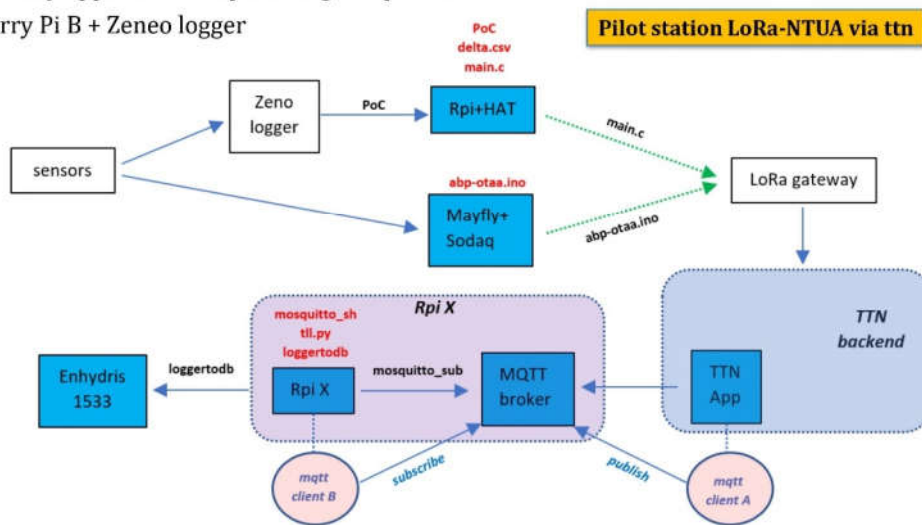 rry Pi B + Zeneo logger
Pilot station LoRa-NTUA via ttn
PoC
delta.csv
main.c
Zeno
logger
PoC
Rpi+HAT
main.c
sensors
LoRa gateway
abp-otaa.ino
Mayfly+
Sodaq
abp-otaa.ino
Rpi X
mosquitto_sh
tll.py
loggertodb
TTN
backend
Enhydris
1533
loggertodb
Rpi X
mosquitto_sub
MQTT
broker
TTN
App
mqtt
client B
subscribe
publish
mqtt
client A